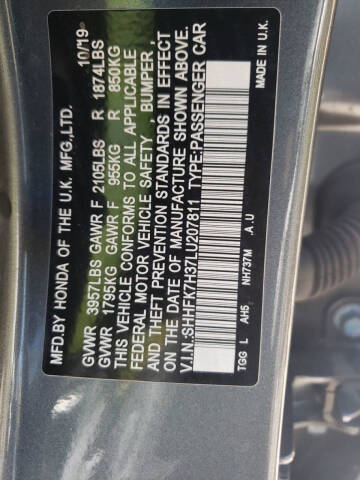 MFD.BY HONDA OF THE U.K. MFG.,LTD. 10/19
GVWR 3957LBS GAWR F 2105LBS R 1874LBS
GVWR 1795KG GAWR F 955KG R 850KG
THIS VEHICLE CONFORMS TO ALL APPLICABLE
FEDERAL MOTOR VEHICLE SAFETY , BUMPER ,
AND THEFT PREVENTION STANDARDS IN EFFECT
ON THE DATE OF MANUFACTURE SHOWN ABOVE.
V.I.N.:SHHFK7H37LU207811 TYPE:PASSENGER CAR
TGG L AH5 NH737M .A.U MADE IN U.K.